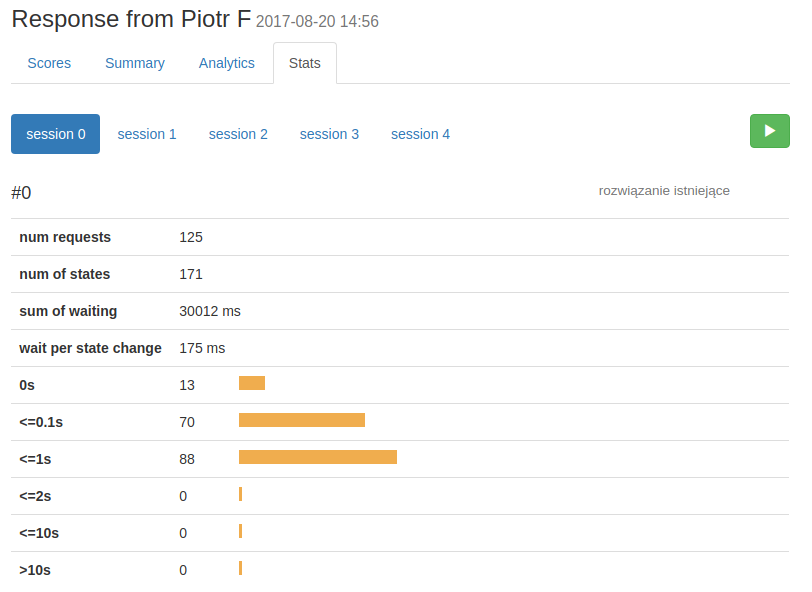 Response from Piotr F 2017-08-20 14:56
Scores Summary Analytics Stats
session 0 session 1 session 2 session 3 session 4
#0 rozwiązanie istniejące
num requests 125
num of states 171
sum of waiting 30012 ms
wait per state change 175 ms
0s 13
<=0.1s 70
<=1s 88
<=2s 0
<=10s 0
>10s 0